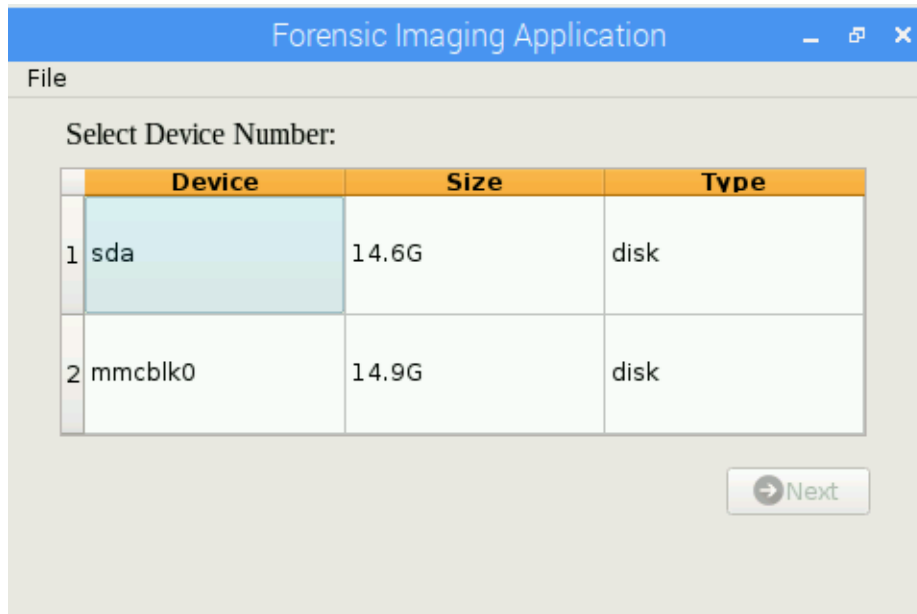 Forensic Imaging Application
File
Select Device Number:
Device Size Type
1 sda 14.6G disk
2 mmcblk0 14.9G disk
Next